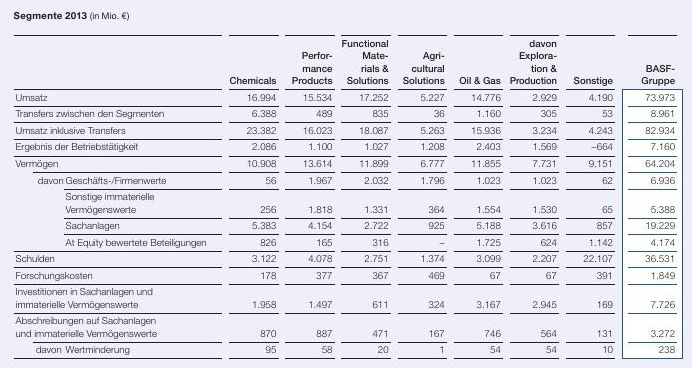 Segmente 2013 (in Mio. €)
Chemicals Perfor- mance Products Functional Mate- rials & Solutions Agri- cultural Solutions Oil & Gas davon Explora- tion & Production Sonstige BASF- Gruppe
Umsatz 16.994 15.534 17.252 5.227 14.776 2.929 4.190 73.973
Transfers zwischen den Segmenten 6.388 489 835 36 1.160 305 53 8.961
Umsatz inklusive Transfers 23.382 16.023 18.087 5.263 15.936 3.234 4.243 82.934
Ergebnis der Betriebstätigkeit 2.086 1.100 1.027 1.208 2.403 1.569 –664 7.160
Vermögen 10.908 13.614 11.899 6.777 11.855 7.731 9.151 64.204
davon Geschäfts-/Firmenwerte 56 1.967 2.032 1.796 1.023 1.023 62 6.936
Sonstige immaterielle
Vermögenswerte 256 1.818 1.331 364 1.554 1.530 65 5.388
Sachanlagen 5.383 4.154 2.722 925 5.188 3.616 857 19.229
At Equity bewertete Beteiligungen 826 165 316 – 1.725 624 1.142 4.174
Schulden 3.122 4.078 2.751 1.374 3.099 2.207 22.107 36.531
Forschungskosten 178 377 367 469 67 67 391 1.849
Investitionen in Sachanlagen und
immaterielle Vermögenswerte 1.958 1.497 611 324 3.167 2.945 169 7.726
Abschreibungen auf Sachanlagen
und immaterielle Vermögenswerte 870 887 471 167 746 564 131 3.272
davon Wertminderung 95 58 20 1 54 54 10 238